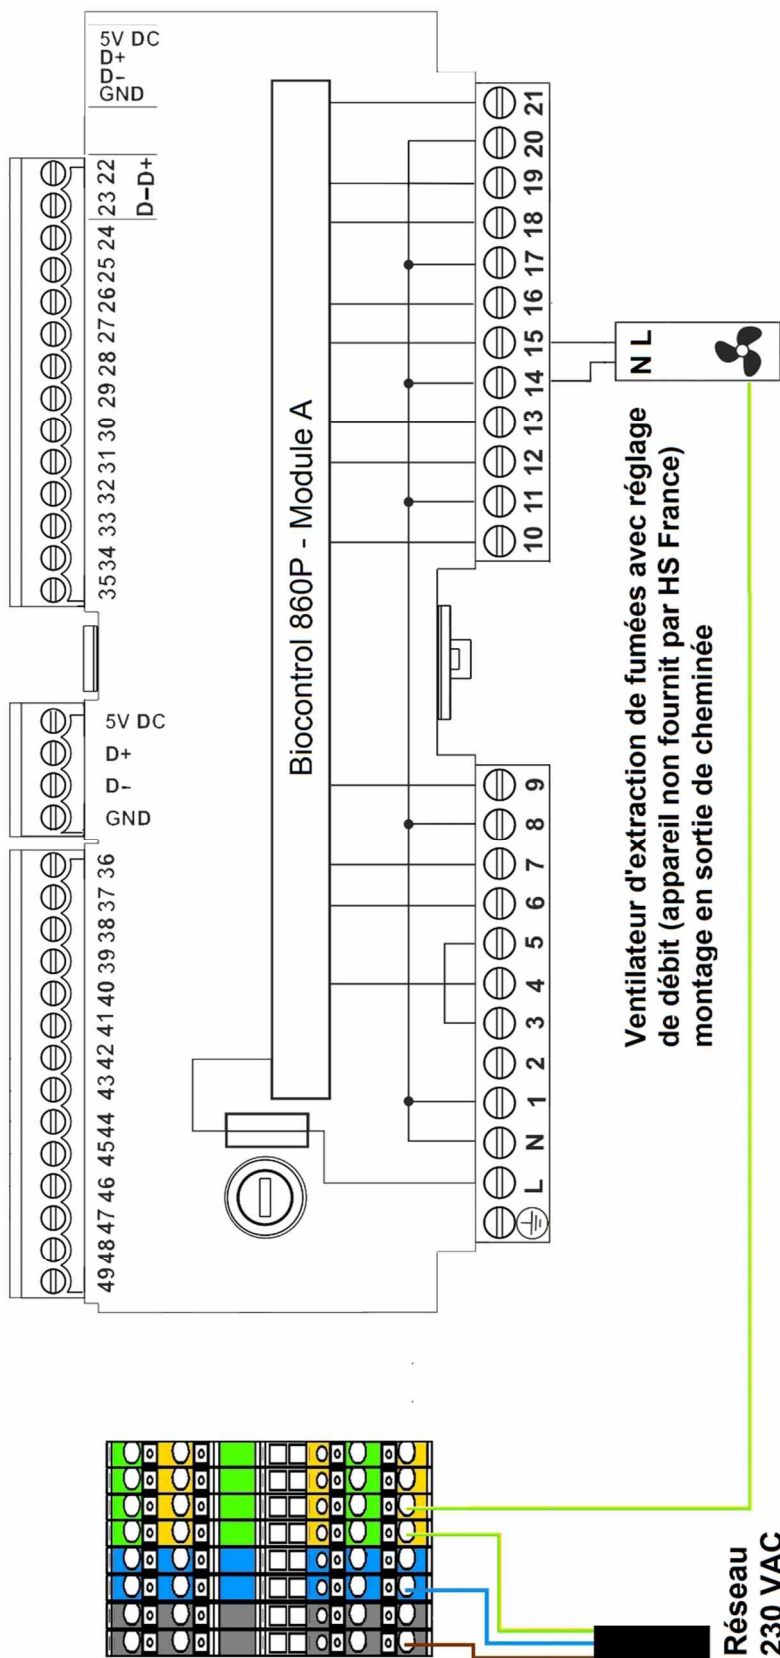 5V DC
D+
D-
GND
22
23
D-D+
24
25
26
27
28
29
30
31
32
33
34
35
5V DC
D+
D-
GND
36
37
38
39
40
41
42
43
44
45
46
47
48
49
Biocontrol 860P - Module A
21
20
19
18
17
16
15
14
13
12
11
10
9
8
7
6
5
4
3
2
1
N
L
N L
Ventilateur d'extraction de fumées avec réglage
de débit (appareil non fournit par HS France)
montage en sortie de cheminée
Réseau
230 VAC